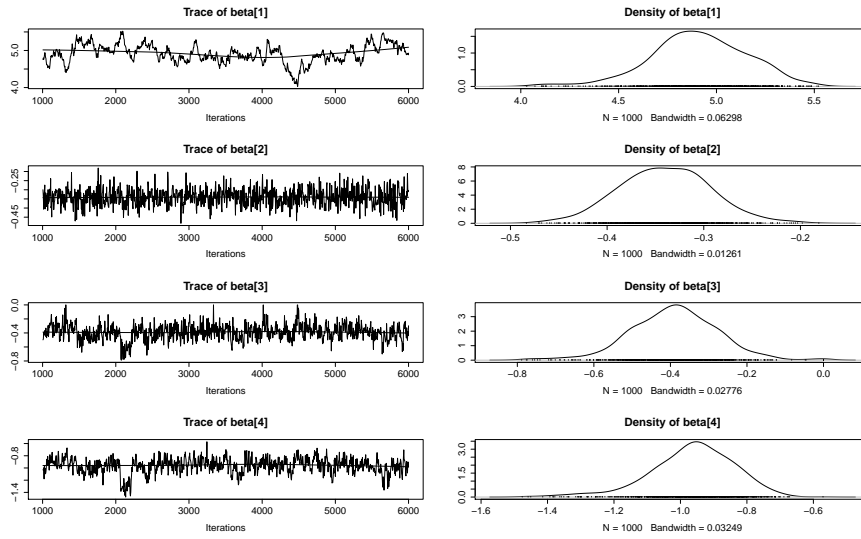 Trace of beta[1]
5.0
4.0
1000 2000 3000 4000 5000 6000
Iterations
Density of beta[1]
1.0
0.0
4.0 4.5 5.0 5.5
N = 1000 Bandwidth = 0.06298
Trace of beta[2]
−0.25
−0.45
1000 2000 3000 4000 5000 6000
Iterations
Density of beta[2]
8
6
4
2
0
−0.5 −0.4 −0.3 −0.2
N = 1000 Bandwidth = 0.01261
Trace of beta[3]
0.0
−0.4
−0.8
1000 2000 3000 4000 5000 6000
Iterations
Density of beta[3]
3
2
1
0
−0.8 −0.6 −0.4 −0.2 0.0
N = 1000 Bandwidth = 0.02776
Trace of beta[4]
−0.8
−1.4
1000 2000 3000 4000 5000 6000
Iterations
Density of beta[4]
3.0
1.5
0.0
−1.6 −1.4 −1.2 −1.0 −0.8 −0.6
N = 1000 Bandwidth = 0.03249